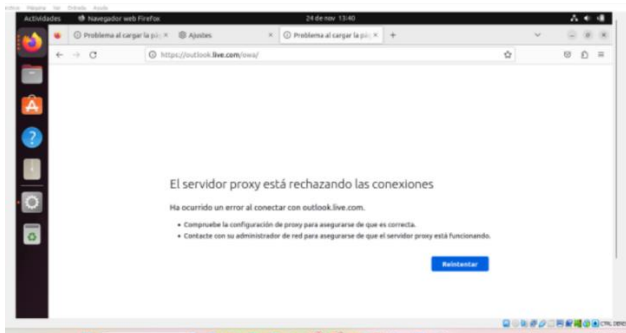 Actividades Navegador web Firefox 24 de nov 13:40
Problema al cargar la pág × Ajustes × Problema al cargar la pág × +
https://outlook.live.com/owa/
El servidor proxy está rechazando las conexiones
Ha ocurrido un error al conectar con outlook.live.com.
• Compruebe la configuración de proxy para asegurarse de que es correcta.
• Contacte con su administrador de red para asegurarse de que el servidor proxy está funcionando.
Reintentar